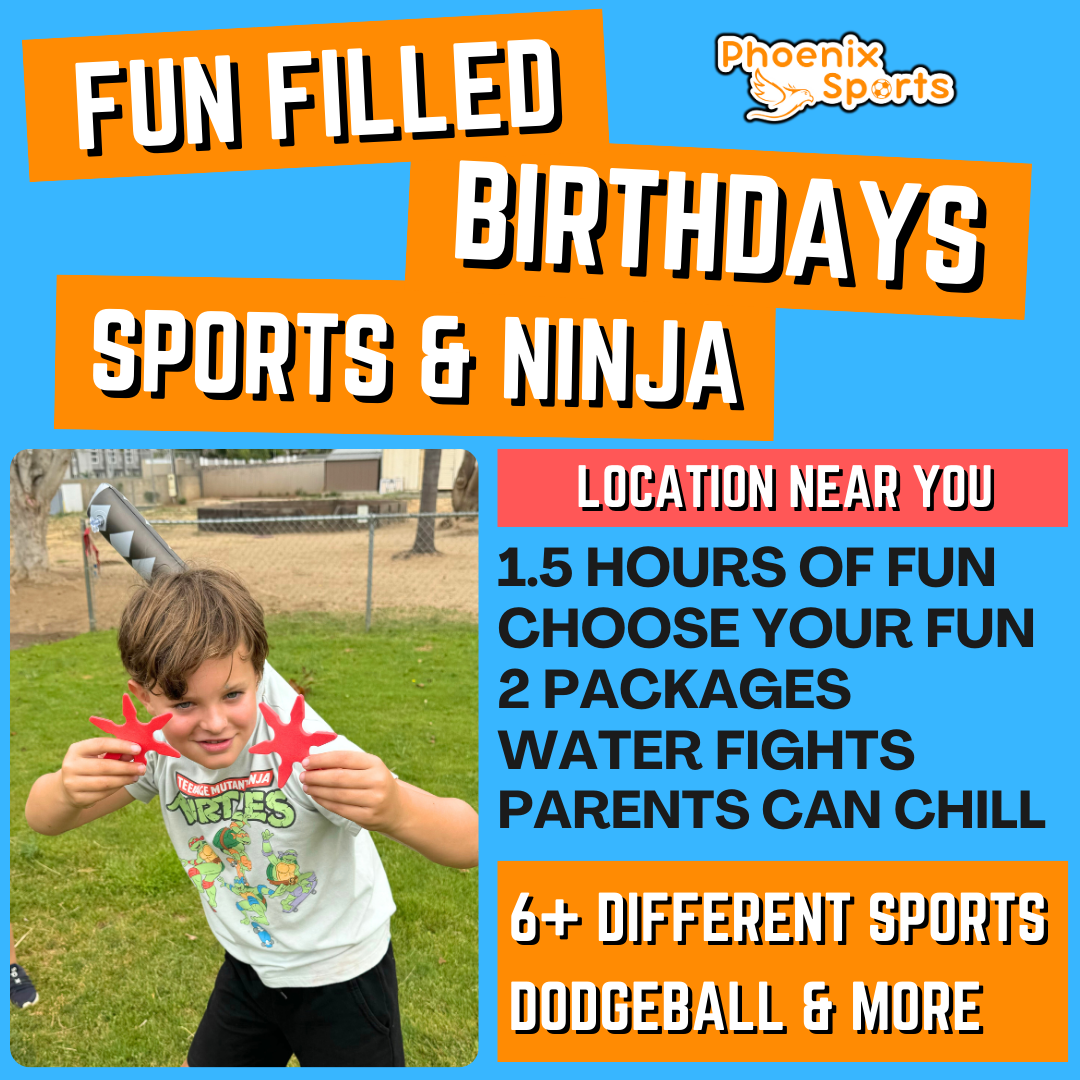 FUN FILLED
Phoenix
Sports
BIRTHDAYS
SPORTS & NINJA
LOCATION NEAR YOU
1.5 HOURS OF FUN
CHOOSE YOUR FUN
2 PACKAGES
WATER FIGHTS
PARENTS CAN CHILL
TEENAGE MUTANT NINJA
TURTLES
6+ DIFFERENT SPORTS
DODGEBALL & MORE